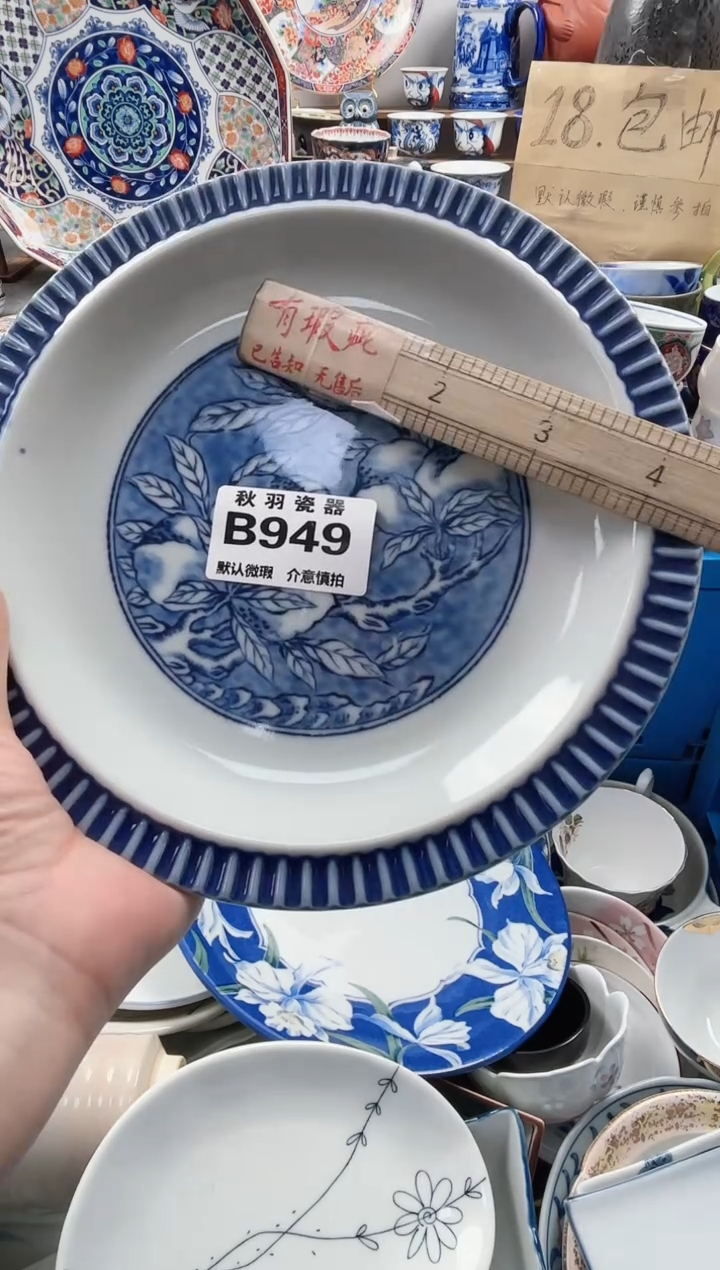 18.包邮
默认微瑕.谨慎参拍
有瑕疵
已告知 无售后
2 3 4
秋羽瓷器
B949
默认微瑕 介意慎拍